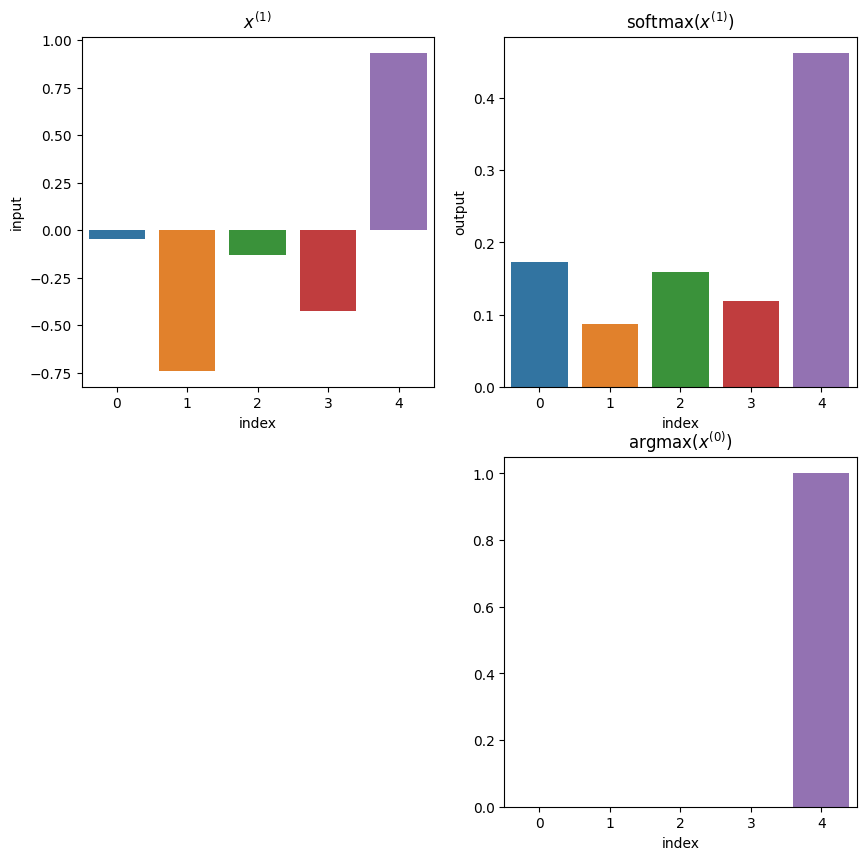 x^(1)
1.00
0.75
0.50
0.25
0.00
−0.25
−0.50
−0.75
input
0 1 2 3 4
index
softmax(x^(1))
0.4
0.3
0.2
0.1
0.0
output
0 1 2 3 4
index
argmax(x^(0))
1.0
0.8
0.6
0.4
0.2
0.0
0 1 2 3 4
index